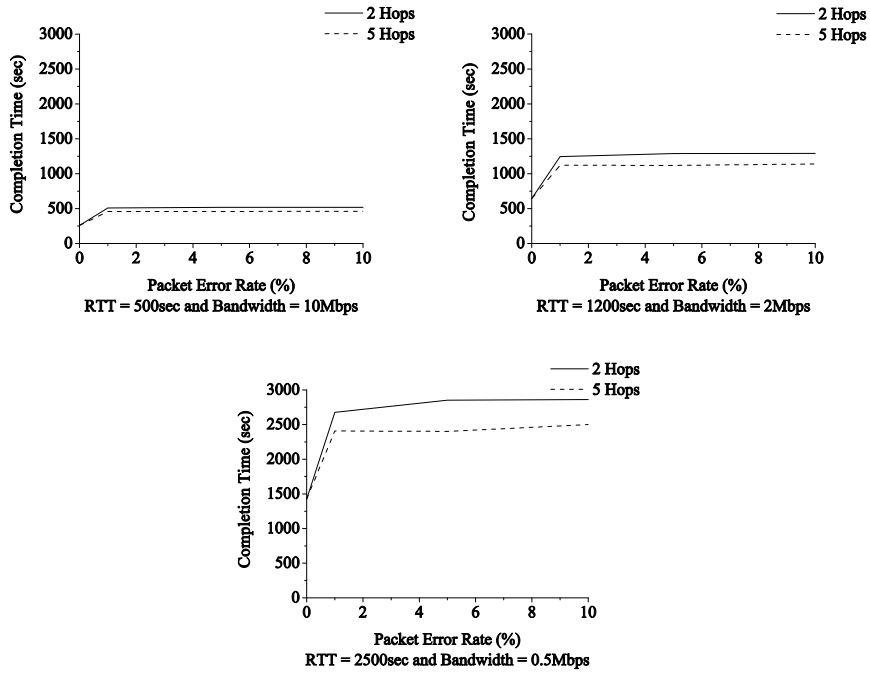 2 Hops
5 Hops
3000
2500
2000
1500
1000
500
0
Completion Time (sec)
0 2 4 6 8 10
Packet Error Rate (%)
RTT = 500sec and Bandwidth = 10Mbps
2 Hops
5 Hops
3000
2500
2000
1500
1000
500
0
Completion Time (sec)
0 2 4 6 8 10
Packet Error Rate (%)
RTT = 1200sec and Bandwidth = 2Mbps
2 Hops
5 Hops
3000
2500
2000
1500
1000
500
0
Completion Time (sec)
0 2 4 6 8 10
Packet Error Rate (%)
RTT = 2500sec and Bandwidth = 0.5Mbps